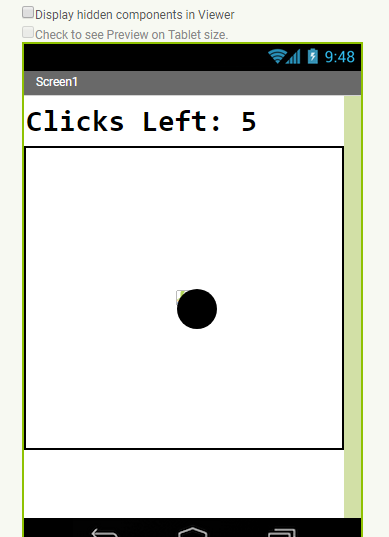 Display hidden components in Viewer
Check to see Preview on Tablet size.
9:48
Screen1
Clicks Left: 5